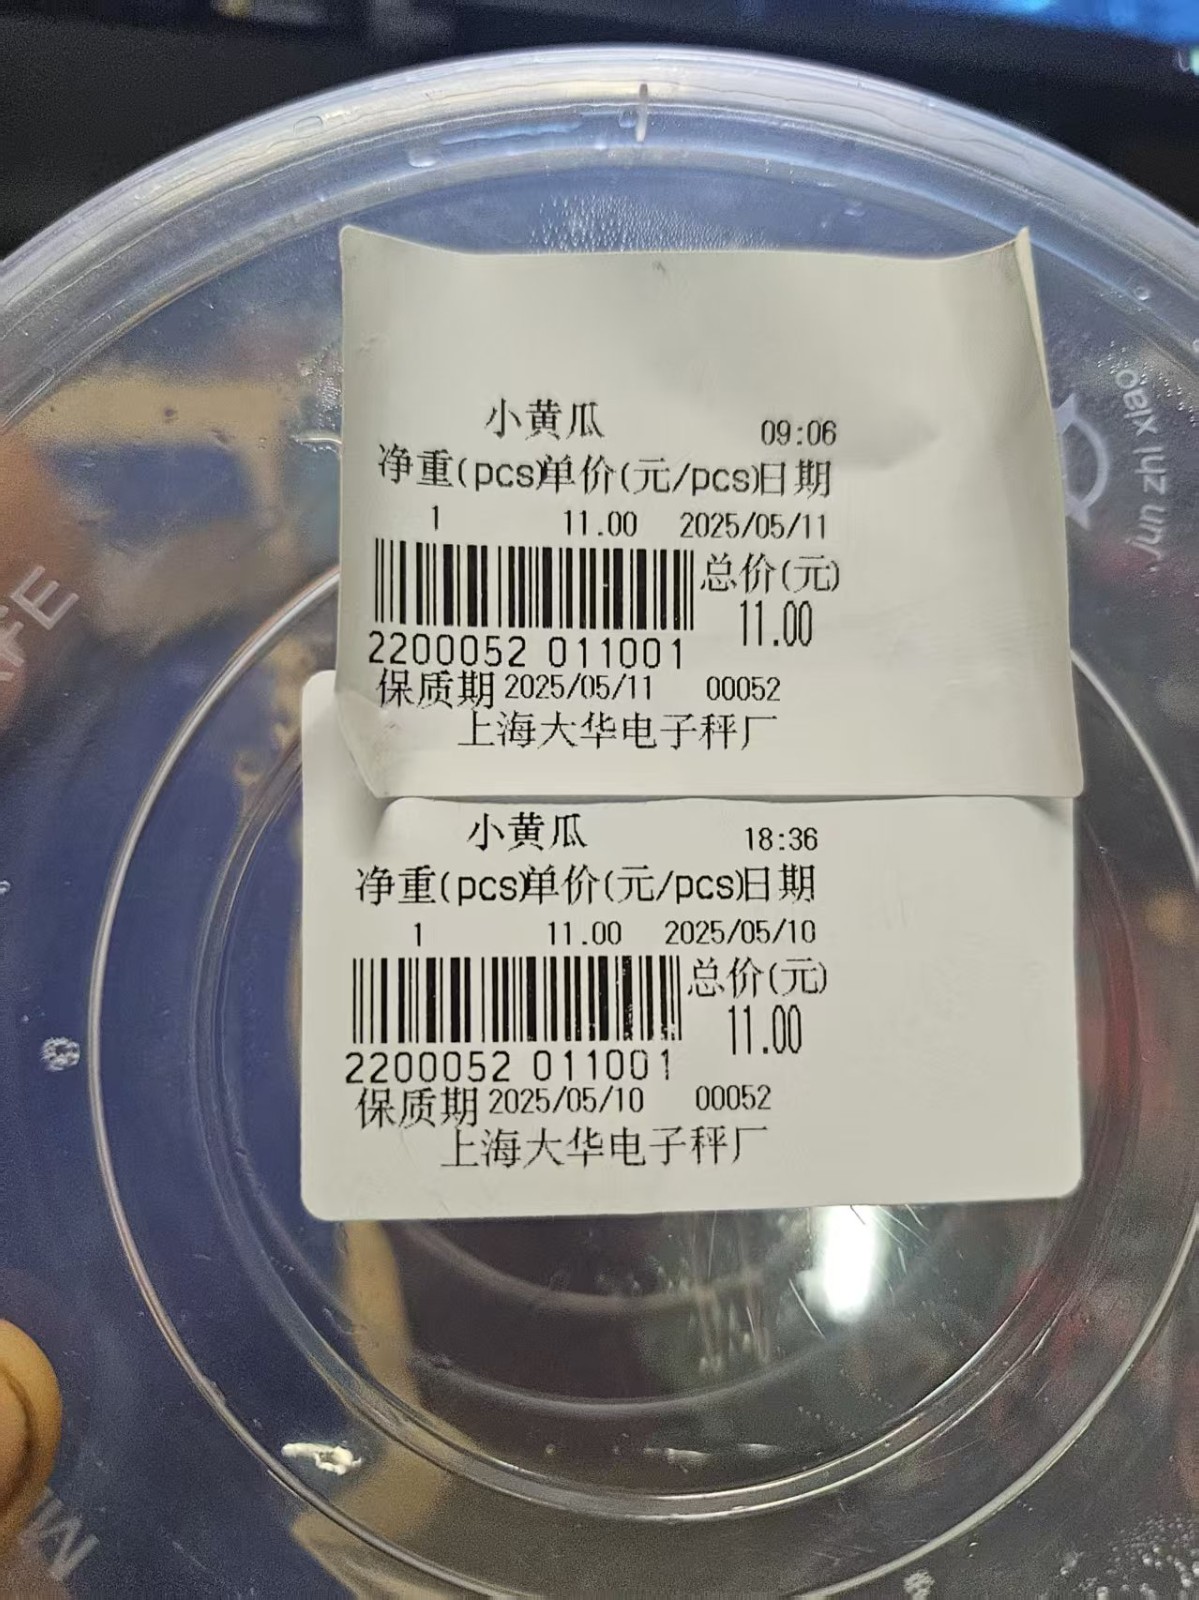 小黄瓜 09:06
净重(pcs)单价(元/pcs)日期
1 11.00 2025/05/11
总价(元)
11.00
2200052 011001
保质期 2025/05/11 00052
上海大华电子秤厂
小黄瓜 18:36
净重(pcs)单价(元/pcs)日期
1 11.00 2025/05/10
总价(元)
11.00
2200052 011001
保质期 2025/05/10 00052
上海大华电子秤厂
Jun zhi xiao